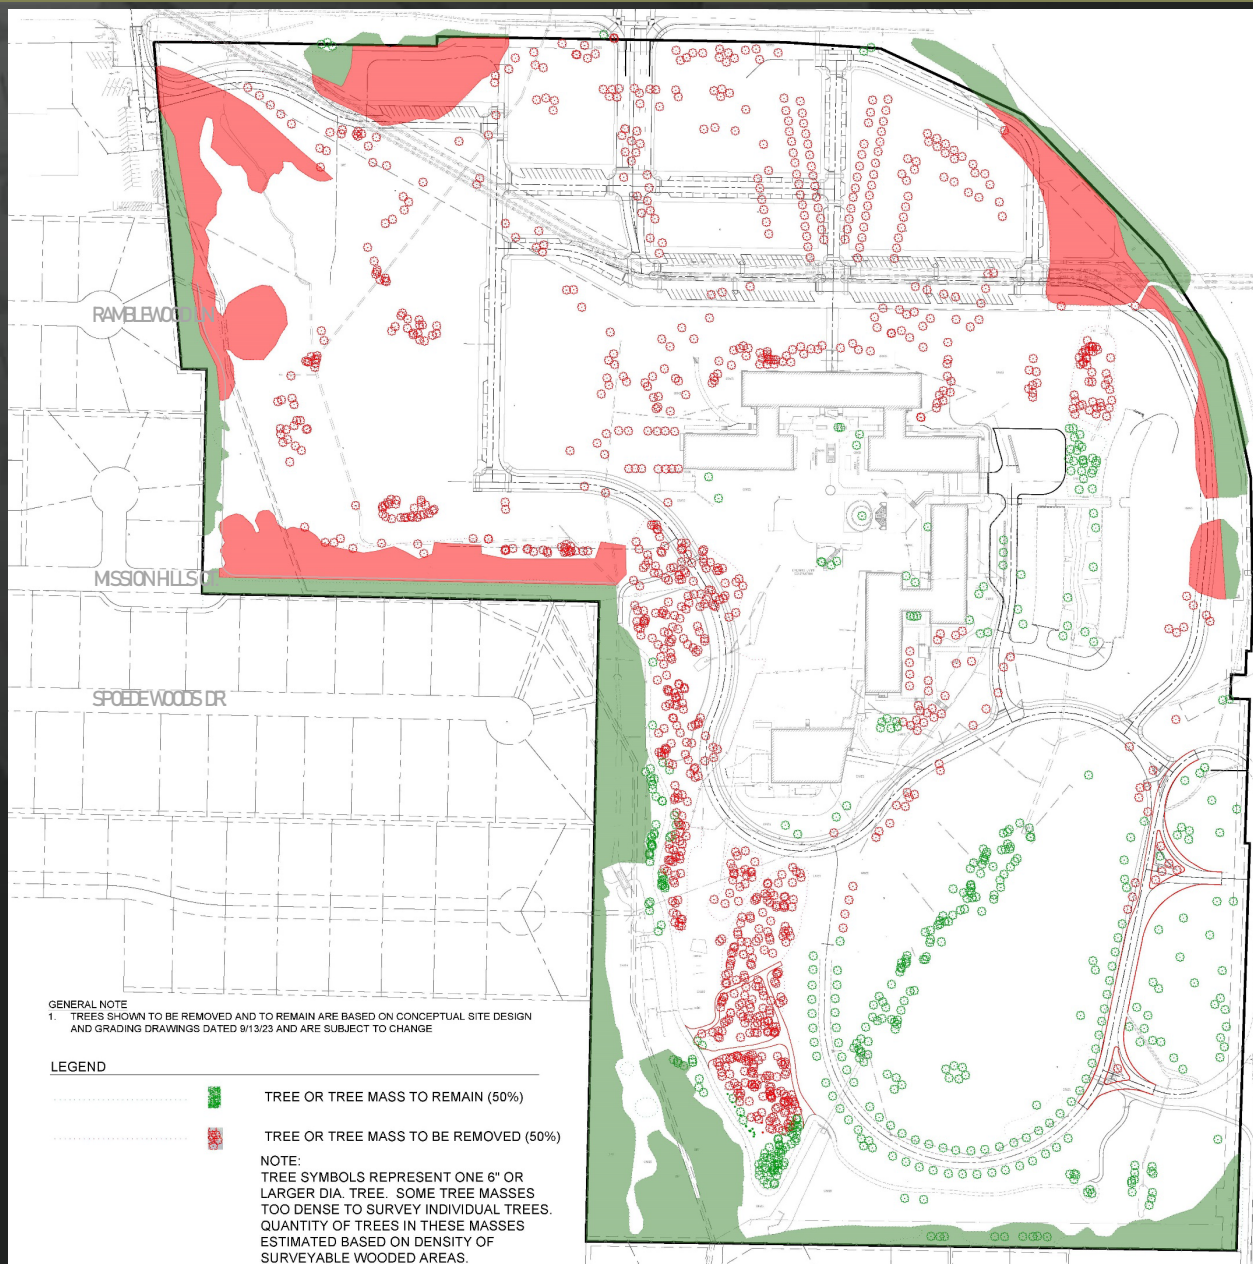 RAMBLEWOOD LN
MISSION HILLS CT
SPOEDE WOODS DR
GENERAL NOTE
1. TREES SHOWN TO BE REMOVED AND TO REMAIN ARE BASED ON CONCEPTUAL SITE DESIGN
AND GRADING DRAWINGS DATED 9/13/23 AND ARE SUBJECT TO CHANGE
LEGEND
TREE OR TREE MASS TO REMAIN (50%)
TREE OR TREE MASS TO BE REMOVED (50%)
NOTE:
TREE SYMBOLS REPRESENT ONE 6" OR
LARGER DIA. TREE. SOME TREE MASSES
TOO DENSE TO SURVEY INDIVIDUAL TREES.
QUANTITY OF TREES IN THESE MASSES
ESTIMATED BASED ON DENSITY OF
SURVEYABLE WOODED AREAS.